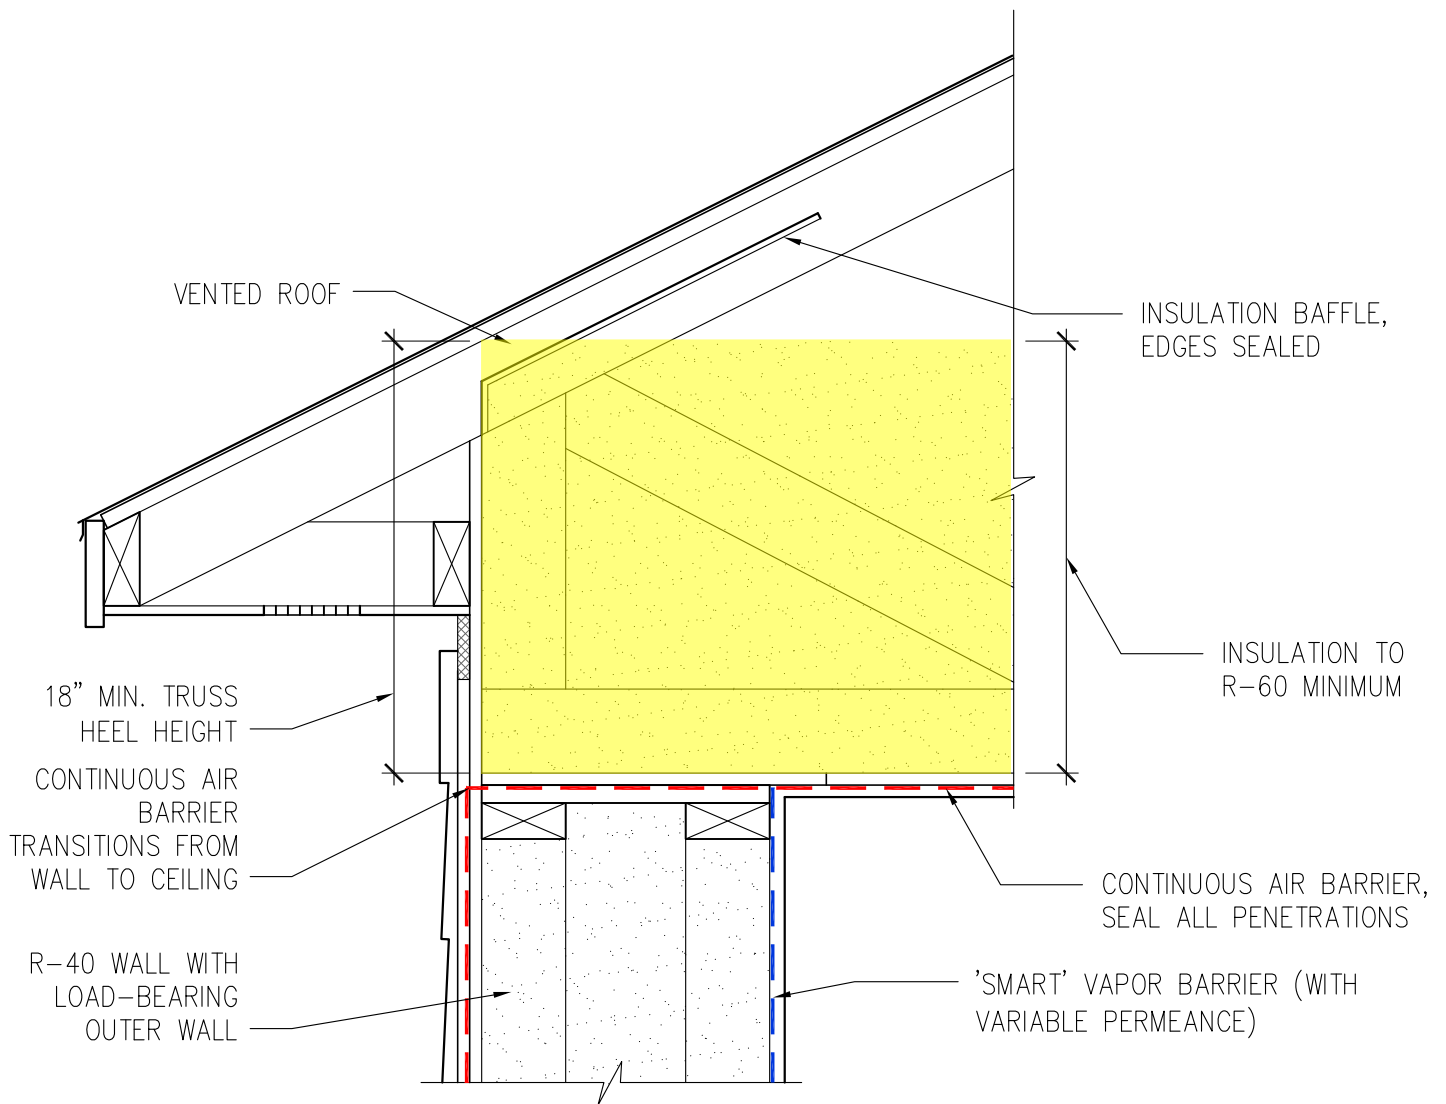 VENTED ROOF
INSULATION BAFFLE,
EDGES SEALED
INSULATION TO
R-60 MINIMUM
18" MIN. TRUSS
HEEL HEIGHT
CONTINUOUS AIR
BARRIER
TRANSITIONS FROM
WALL TO CEILING
CONTINUOUS AIR BARRIER,
SEAL ALL PENETRATIONS
R-40 WALL WITH
LOAD-BEARING
OUTER WALL
'SMART' VAPOR BARRIER (WITH
VARIABLE PERMEANCE)